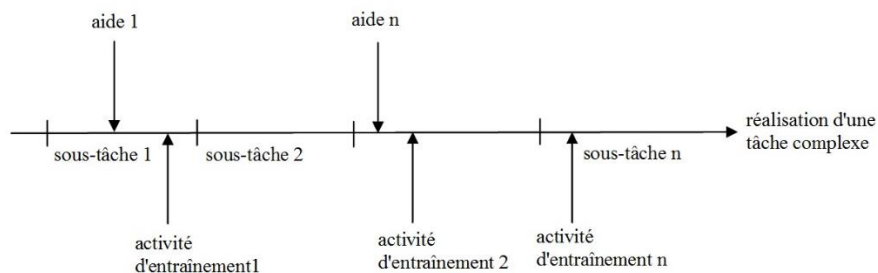 aide 1
aide n
réalisation d'une
tâche complexe
sous-tâche 1
sous-tâche 2
sous-tâche n
activité
d'entraînement1
activité
d'entraînement 2
activité
d'entraînement n